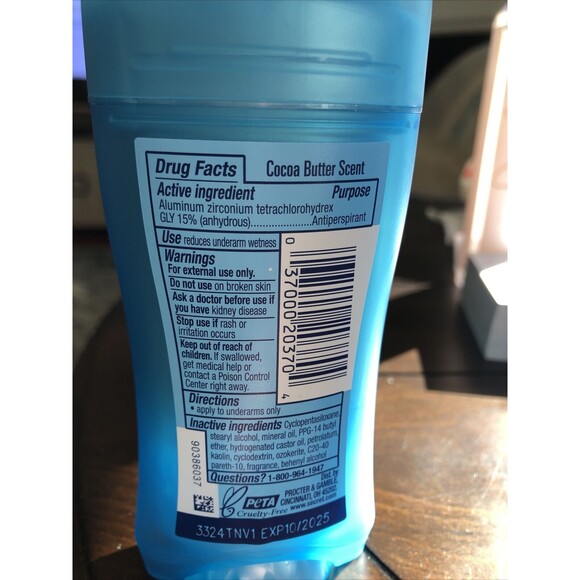 Drug Facts
Cocoa Butter Scent
Active ingredient Purpose
Aluminum zirconium tetrachlorohydrex
GLY 15% (anhydrous)......................Antiperspirant
Use reduces underarm wetness
Warnings
For external use only.
Do not use on broken skin
Ask a doctor before use if
you have kidney disease
Stop use if rash or
irritation occurs
Keep out of reach of
children. If swallowed,
get medical help or
contact a Poison Control
Center right away.
Directions
• apply to underarms only
0 37000 20370 4
Inactive ingredients Cyclopentasiloxane,
stearyl alcohol, mineral oil, PPG-14 butyl
ether, hydrogenated castor oil, petrolatum,
kaolin, cyclodextrin, ozokerite, C20-40
pareth-10, fragrance, behenyl alcohol
Questions? 1-800-964-1947
90386037
PETA
Cruelty-Free
Dist. by
PROCTER & GAMBLE,
CINCINNATI, OH 45202.
www.secret.com
3324TNV1 EXP10/2025